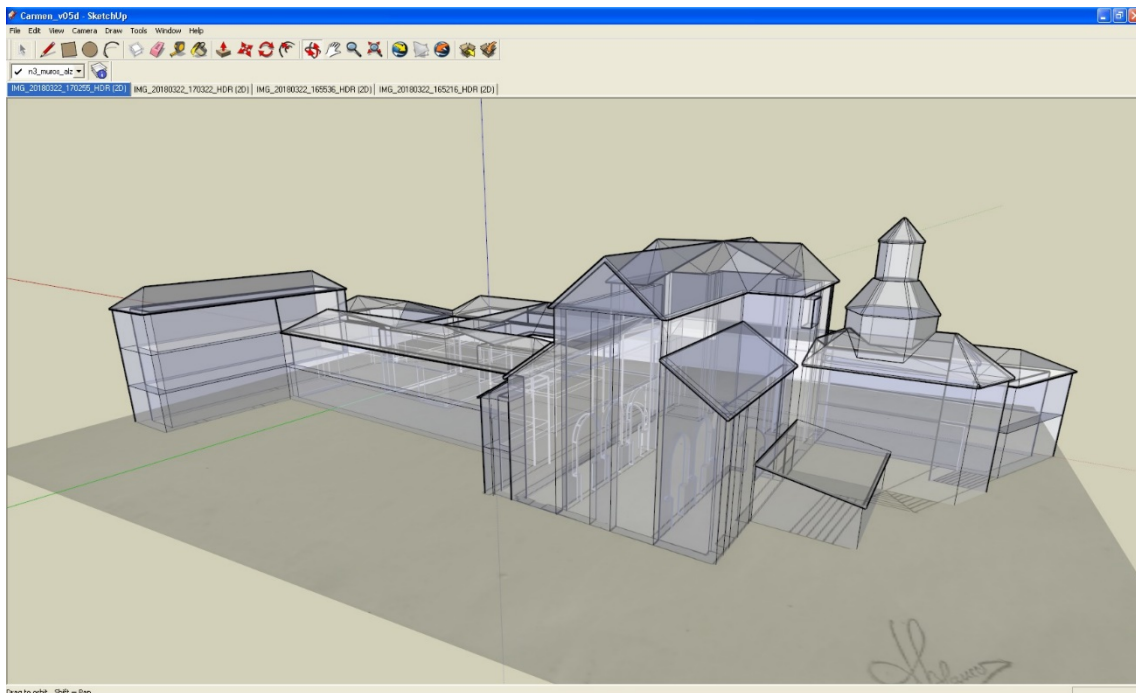 Carmen_v05d - SketchUp
File Edit View Camera Draw Tools Window Help
n3_muros_alz
IMG_20180322_170255_HDR (2D) IMG_20180322_170322_HDR (2D) IMG_20180322_165536_HDR (2D) IMG_20180322_165216_HDR (2D)
Drag to orbit. Shift = Pan